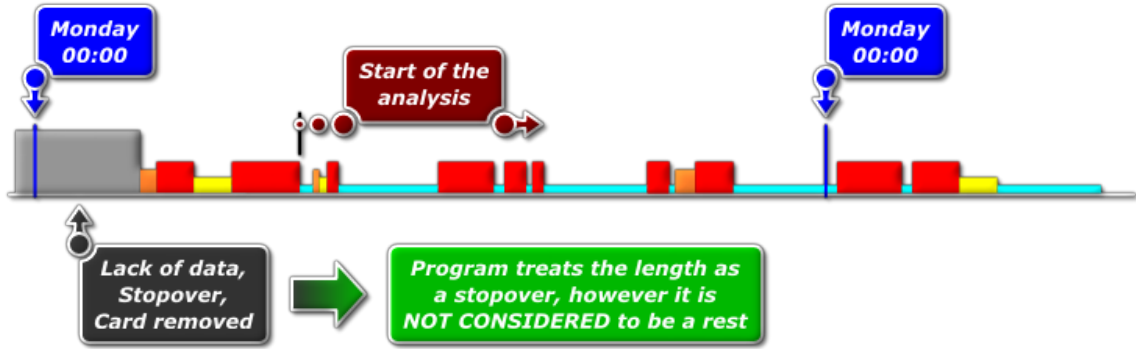 Monday
00:00
Monday
00:00
Start of the
analysis
Lack of data,
Stopover,
Card removed
Program treats the length as
a stopover, however it is
NOT CONSIDERED to be a rest